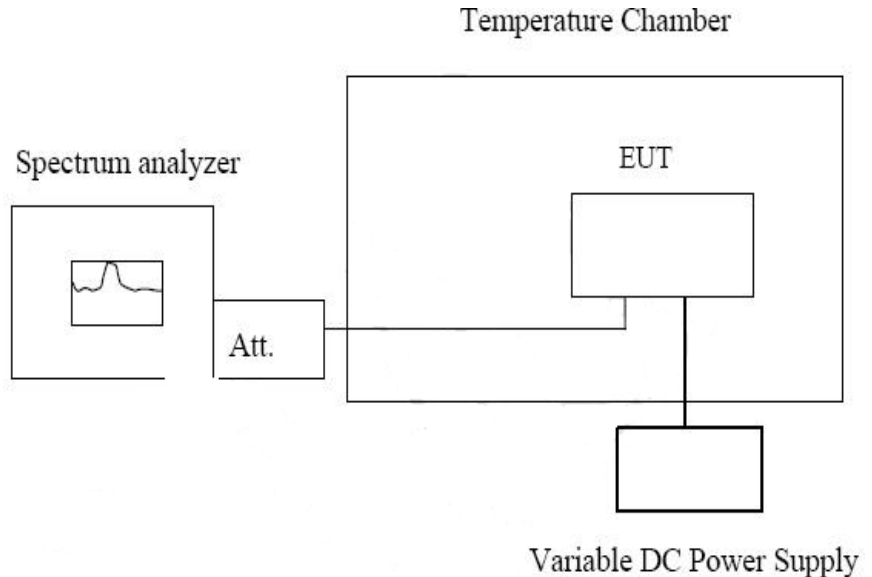 Temperature Chamber
Spectrum analyzer
EUT
Att.
Variable DC Power Supply